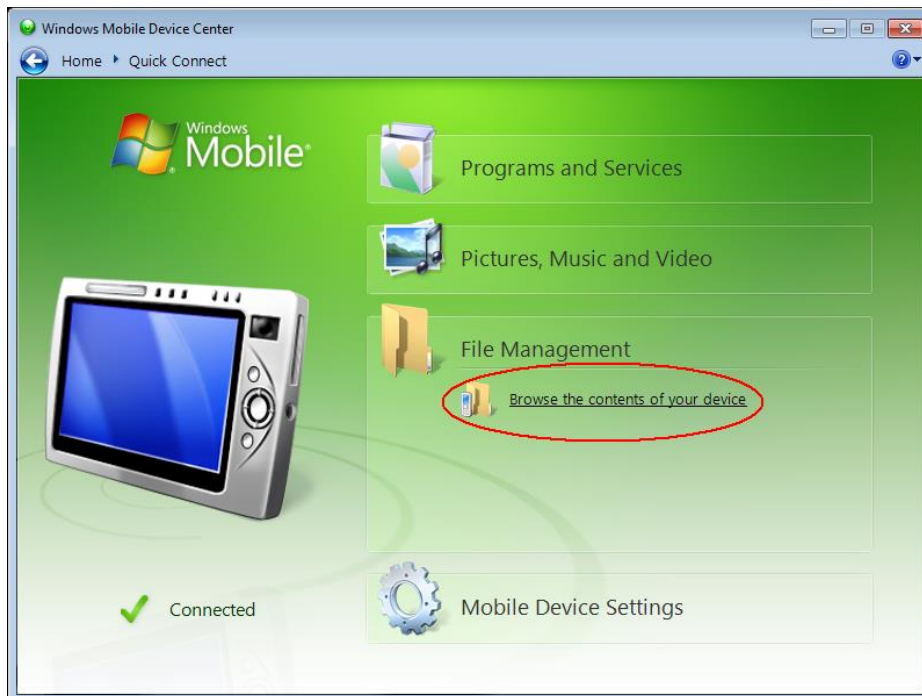 Windows Mobile Device Center
Home ▸ Quick Connect
Windows
Mobile
Programs and Services
Pictures, Music and Video
File Management
Browse the contents of your device
Connected
Mobile Device Settings